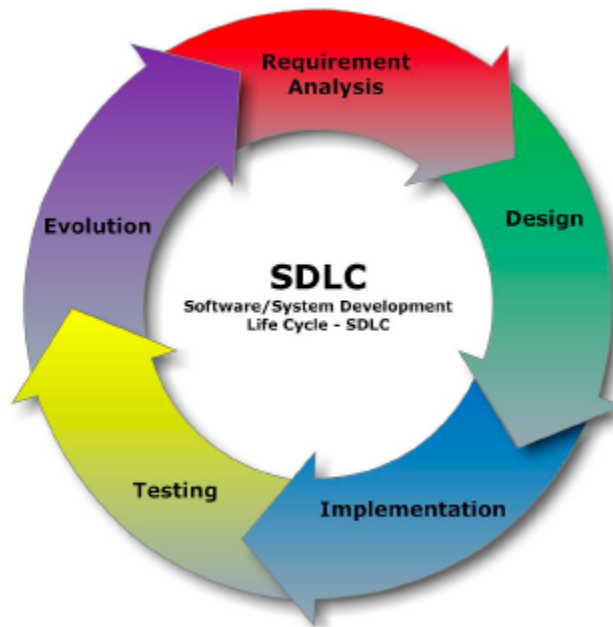 Requirement
Analysis
Design
Evolution
SDLC
Software/System Development
Life Cycle - SDLC
Testing
Implementation